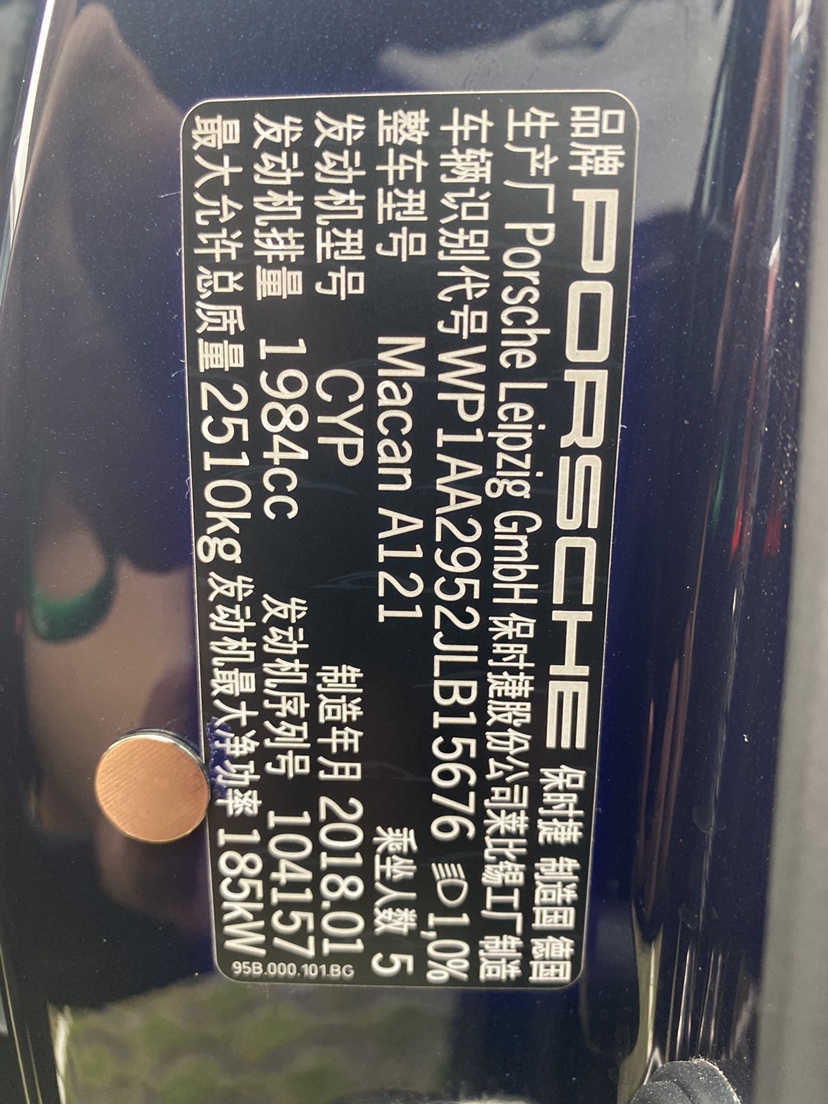 品牌 PORSCHE 保时捷 制造国 德国
生产厂 Porsche Leipzig GmbH 保时捷股份公司莱比锡工厂 制造
车辆识别代号 WP1AA2952JLB15676 1,0%
整车型号 Macan A121 乘坐人数 5
发动机型号 CYP 制造年月 2018.01
发动机排量 1984cc 发动机序列号 104157
最大允许总质量 2510kg 发动机最大净功率 185kW
95B.000.101.BG